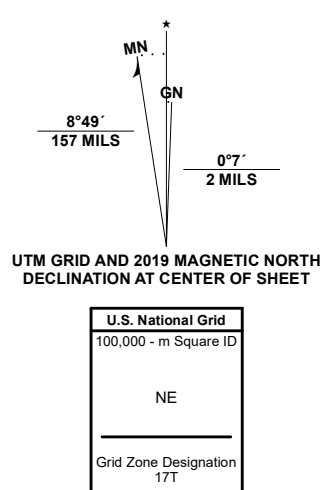 ★
MN
GN
8°49´
157 MILS
0°7´
2 MILS
UTM GRID AND 2019 MAGNETIC NORTH
DECLINATION AT CENTER OF SHEET
U.S. National Grid
100,000 - m Square ID
NE
Grid Zone Designation
17T